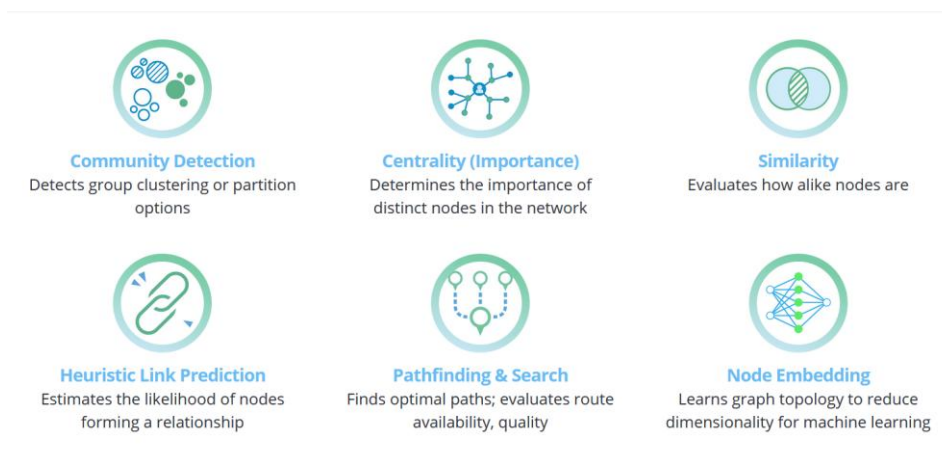 Community Detection
Detects group clustering or partition
options
Centrality (Importance)
Determines the importance of
distinct nodes in the network
Similarity
Evaluates how alike nodes are
Heuristic Link Prediction
Estimates the likelihood of nodes
forming a relationship
Pathfinding & Search
Finds optimal paths; evaluates route
availability, quality
Node Embedding
Learns graph topology to reduce
dimensionality for machine learning